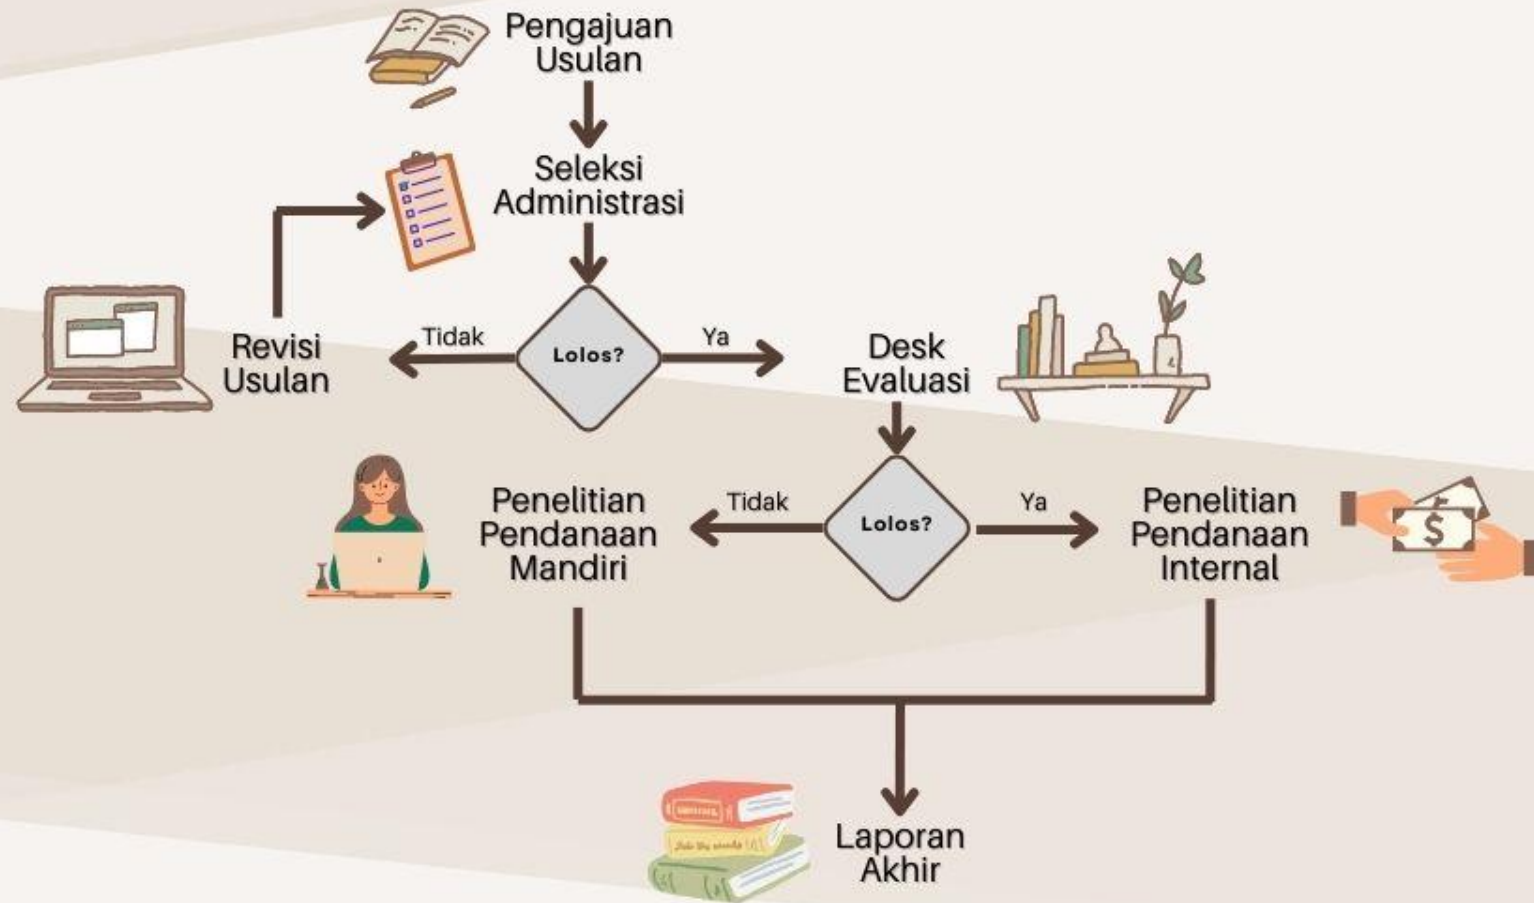 Pengajuan
Usulan
Seleksi
Administrasi
Revisi
Usulan
Tidak
Lolos?
Ya
Desk
Evaluasi
Penelitian
Pendanaan
Mandiri
Tidak
Lolos?
Ya
Penelitian
Pendanaan
Internal
$
Laporan
Akhir